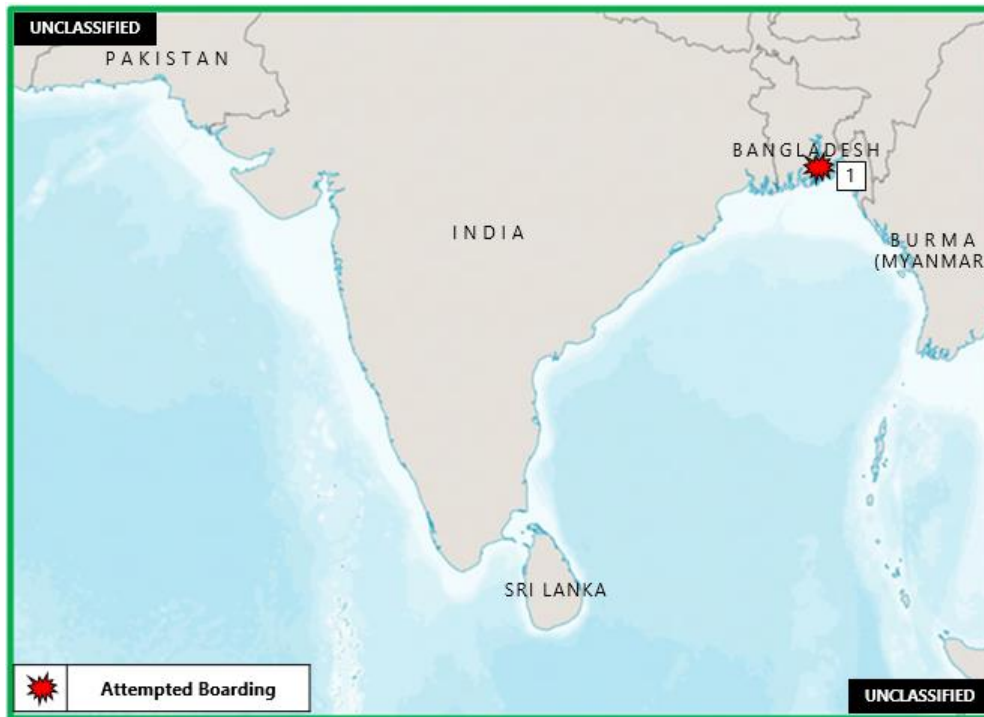 UNCLASSIFIED
PAKISTAN
BANGLADESH
1
INDIA
BURMA
(MYANMAR
SRI LANKA
Attempted Boarding
UNCLASSIFIED